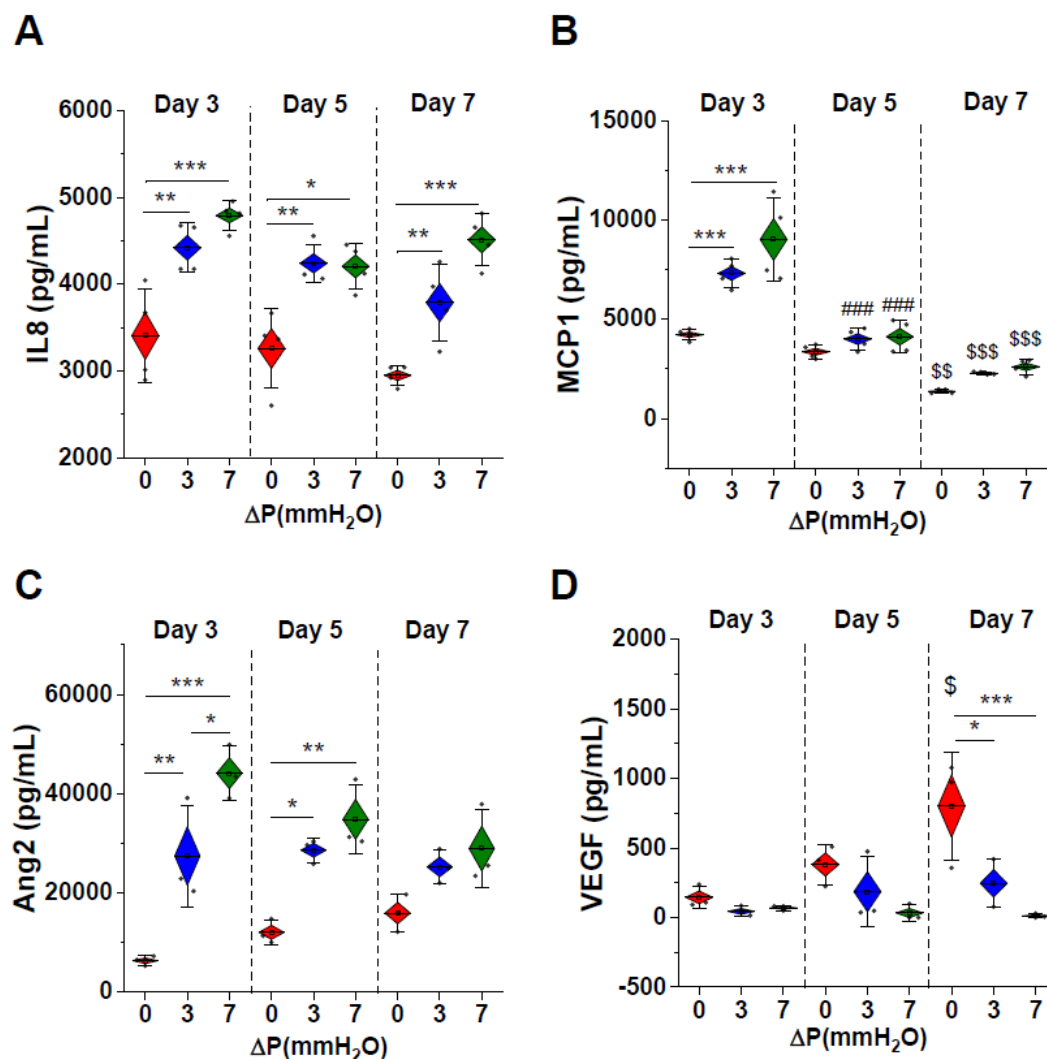 A
Day 3 Day 5 Day 7
6000
5000
4000
3000
2000
IL8 (pg/mL)
*** ** * ** *** **
0 3 7 0 3 7 0 3 7
ΔP(mmH₂O)
B
Day 3 Day 5 Day 7
15000
10000
5000
0
MCP1 (pg/mL)
*** ***
### ###
$$ $$$ $$$
0 3 7 0 3 7 0 3 7
ΔP(mmH₂O)
C
Day 3 Day 5 Day 7
60000
40000
20000
0
Ang2 (pg/mL)
*** * ** ** *
0 3 7 0 3 7 0 3 7
ΔP(mmH₂O)
D
Day 3 Day 5 Day 7
2000
1500
1000
500
0
-500
VEGF (pg/mL)
$ *** *
0 3 7 0 3 7 0 3 7
ΔP(mmH₂O)